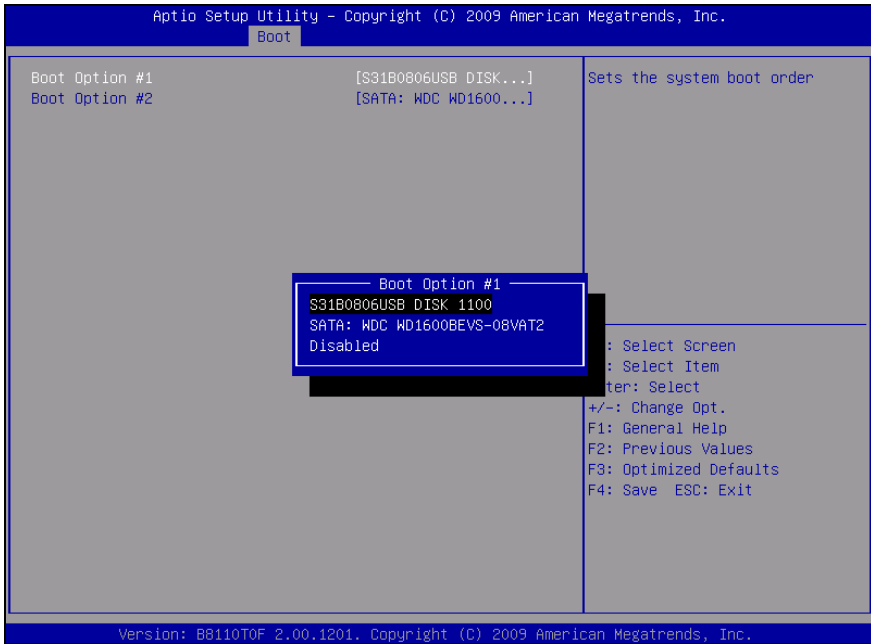 Aptio Setup Utility – Copyright (C) 2009 American Megatrends, Inc.
Boot
Boot Option #1 [S31B0806USB DISK...]
Boot Option #2 [SATA: WDC WD1600...]
Sets the system boot order
Boot Option #1
S31B0806USB DISK 1100
SATA: WDC WD1600BEVS-08VAT2
Disabled
: Select Screen
: Select Item
ter: Select
+/-: Change Opt.
F1: General Help
F2: Previous Values
F3: Optimized Defaults
F4: Save ESC: Exit
Version: B8110T0F 2.00.1201. Copyright (C) 2009 American Megatrends, Inc.